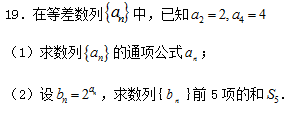 19.在等差数列{aₙ}中,已知a₂=2,a₄=4
(1)求数列{aₙ}的通项公式aₙ;
(2)设bₙ=2^{aₙ},求数列{bₙ}前5项的和S₅.